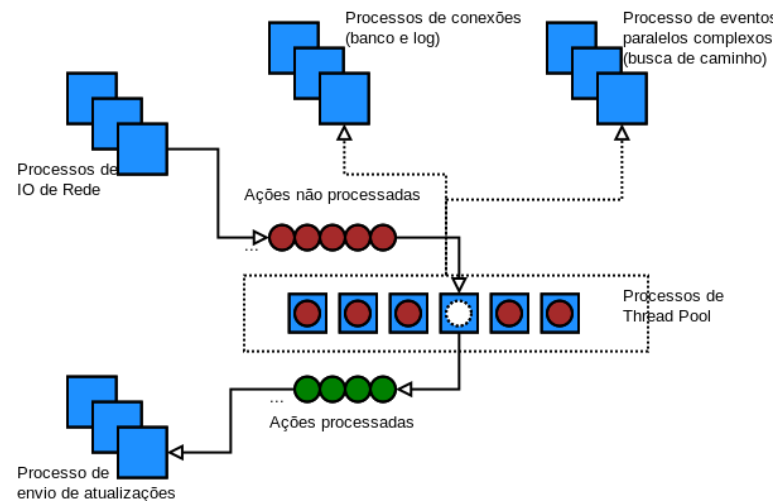 Processos de conexões
(banco e log)
Processo de eventos
paralelos complexos
(busca de caminho)
Processos de
IO de Rede
Ações não processadas
...
Processos de
Thread Pool
...
Ações processadas
Processo de
envio de atualizações